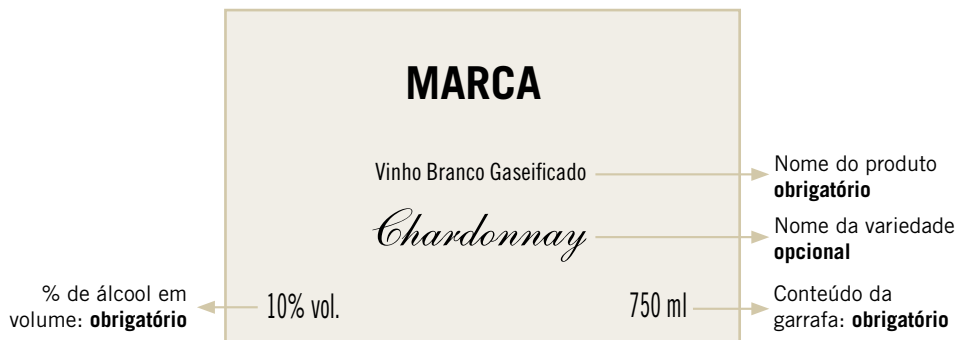 MARCA
Vinho Branco Gaseificado
Nome do produto
obrigatório
Chardonnay
Nome da variedade
opcional
% de álcool em
volume: obrigatório
10% vol.
750 ml
Conteúdo da
garrafa: obrigatório